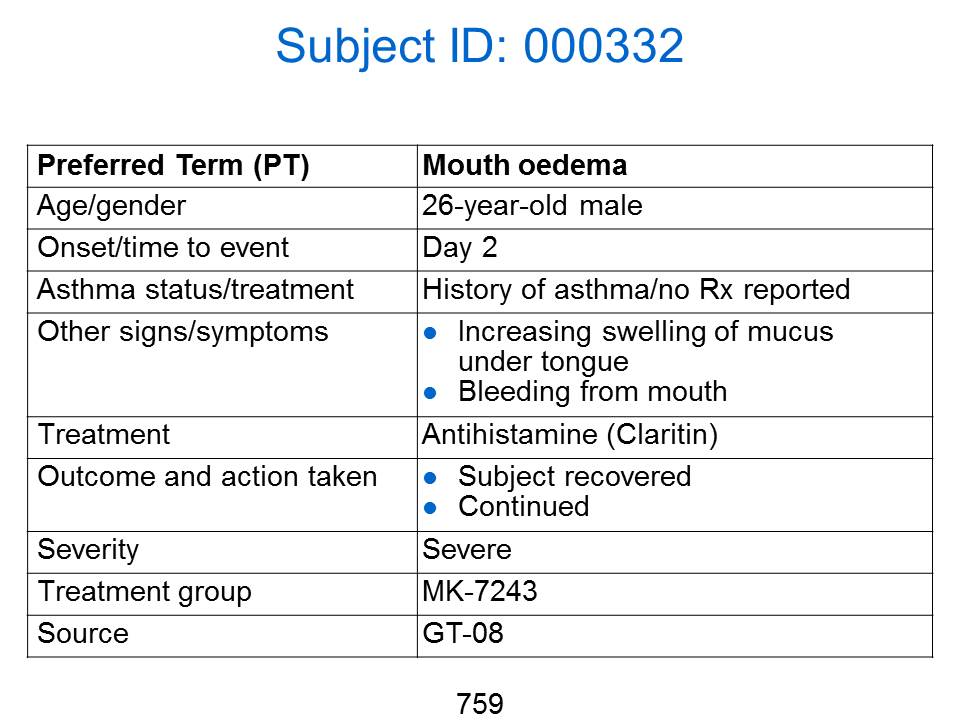 Subject ID: 000332
Preferred Term (PT) Mouth oedema
Age/gender 26-year-old male
Onset/time to event Day 2
Asthma status/treatment History of asthma/no Rx reported
Other signs/symptoms ● Increasing swelling of mucus
under tongue
● Bleeding from mouth
Treatment Antihistamine (Claritin)
Outcome and action taken ● Subject recovered
● Continued
Severity Severe
Treatment group MK-7243
Source GT-08
759